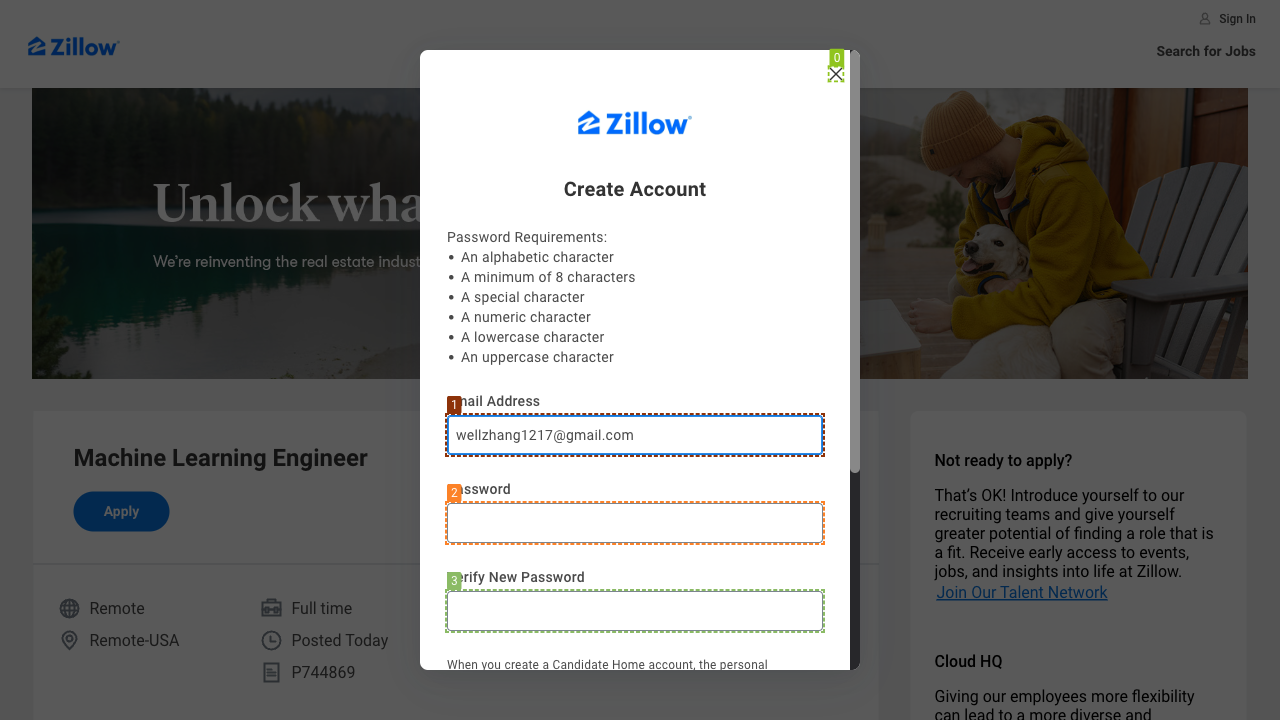 Sign In
Zillow
Search for Jobs
Unlock wha
We're reinventing the real estate indust
0
Zillow
Create Account
Password Requirements:
• An alphabetic character
• A minimum of 8 characters
• A special character
• A numeric character
• A lowercase character
• An uppercase character
1
mail Address
wellzhang1217@gmail.com
2
assword
3
erify New Password
When you create a Candidate Home account, the personal
Machine Learning Engineer
Apply
Remote
Full time
Remote-USA
Posted Today
P744869
Not ready to apply?
That's OK! Introduce yourself to our
recruiting teams and give yourself
greater potential of finding a role that is
a fit. Receive early access to events,
jobs, and insights into life at Zillow.
Join Our Talent Network
Cloud HQ
Giving our employees more flexibility
can lead to a more diverse and